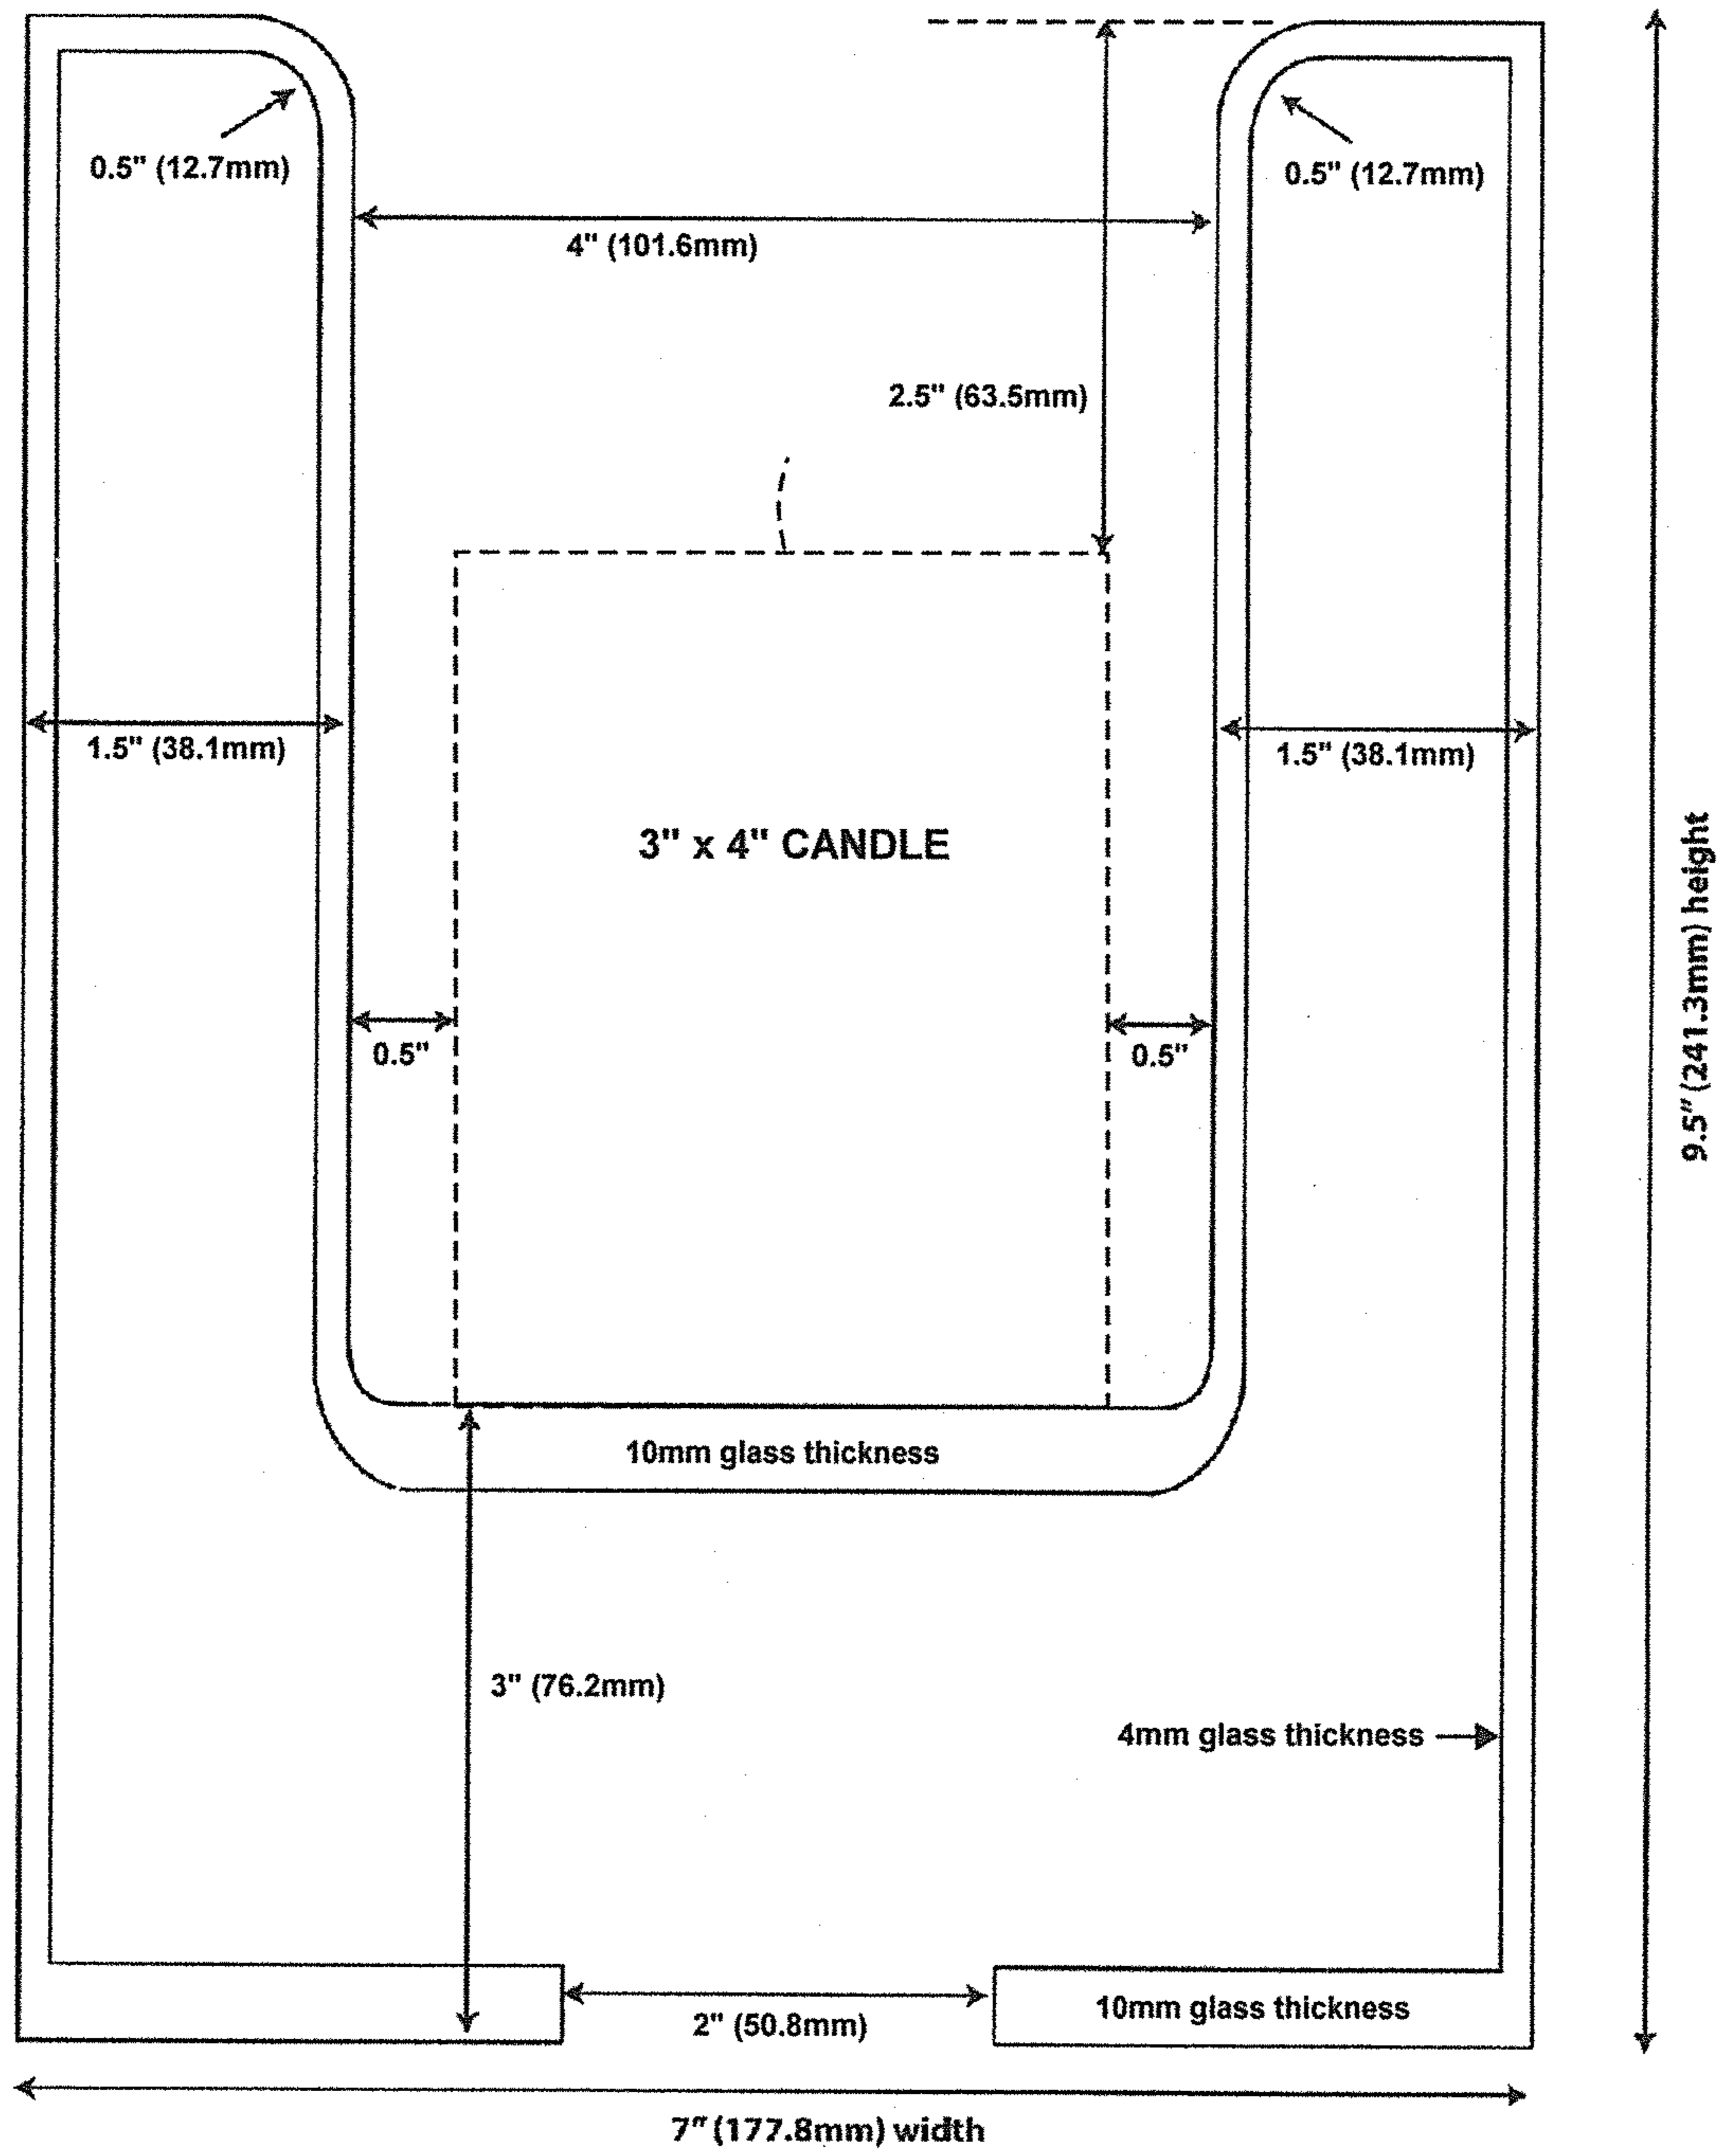 0.5" (12.7mm)
0.5" (12.7mm)
4" (101.6mm)
2.5" (63.5mm)
1.5" (38.1mm)
1.5" (38.1mm)
3" x 4" CANDLE
9.5" (241.3mm) height
0.5"
0.5"
10mm glass thickness
3" (76.2mm)
4mm glass thickness
10mm glass thickness
2" (50.8mm)
7" (177.8mm) width